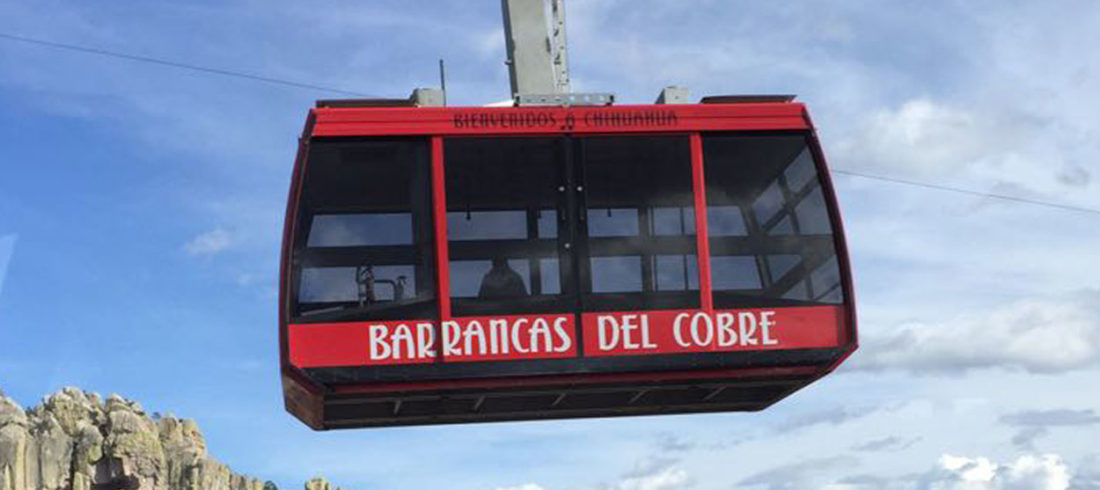 BIENVENIDOS A CHIHUAHUA
BARRANCAS DEL COBRE